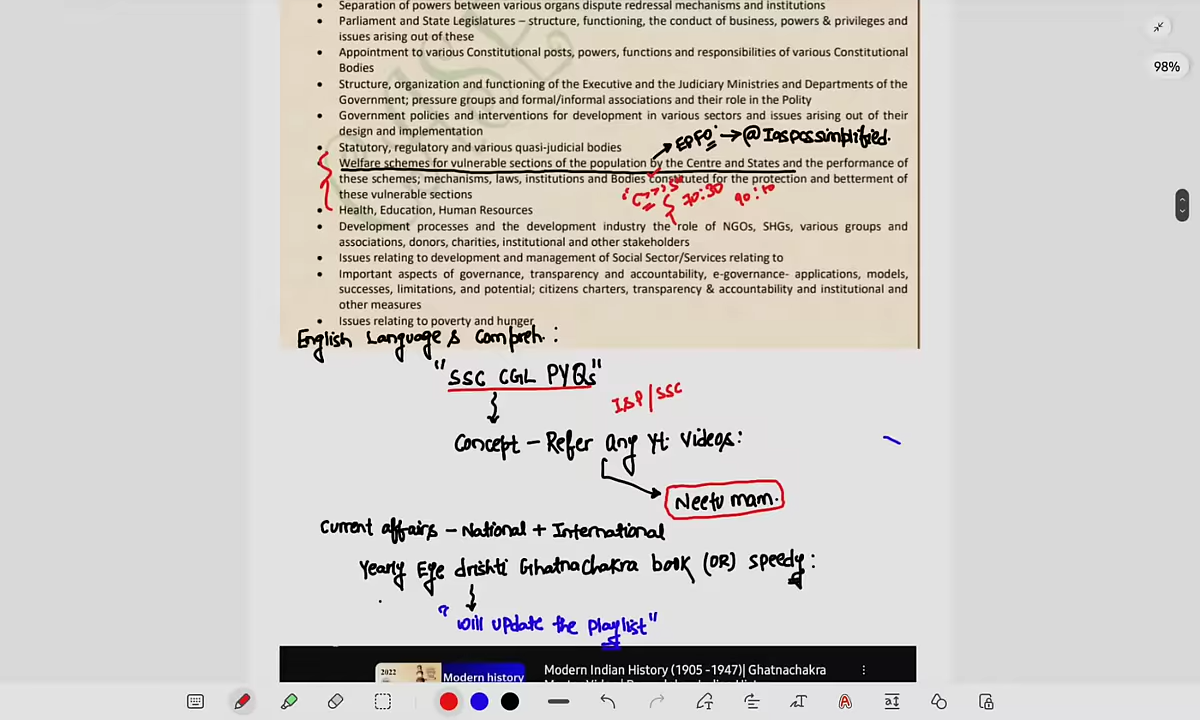 Separation of powers between various organs dispute redressal mechanisms and institutions
• Parliament and State Legislatures – structure, functioning, the conduct of business, powers & privileges and
issues arising out of these
• Appointment to various Constitutional posts, powers, functions and responsibilities of various Constitutional
Bodies
• Structure, organization and functioning of the Executive and the Judiciary Ministries and Departments of the
Government; pressure groups and formal/informal associations and their role in the Polity
• Government policies and interventions for development in various sectors and issues arising out of their
design and implementation
EPFO: → @Iaspcssimplified.
• Statutory, regulatory and various quasi-judicial bodies
• Welfare schemes for vulnerable sections of the population by the Centre and States and the performance of
these schemes; mechanisms, laws, institutions and Bodies constituted for the protection and betterment of
these vulnerable sections
70:30 90:10
• Health, Education, Human Resources
• Development processes and the development industry the role of NGOs, SHGs, various groups and
associations, donors, charities, institutional and other stakeholders
• Issues relating to development and management of Social Sector/Services relating to
• Important aspects of governance, transparency and accountability, e-governance- applications, models,
successes, limitations, and potential; citizens charters, transparency & accountability and institutional and
other measures
• Issues relating to poverty and hunger
English Language & Compreh. :
"SSC CGL PYQs"
/SSC
Concept – Refer any Yt Videos:
Neetu mam.
Current affairs – National + International
Yearly Eye drishti Ghatnachakra book (OR) speedy:
"will update the playlist"
2022
Modern history
Modern Indian History (1905 -1947)| Ghatnachakra
98%